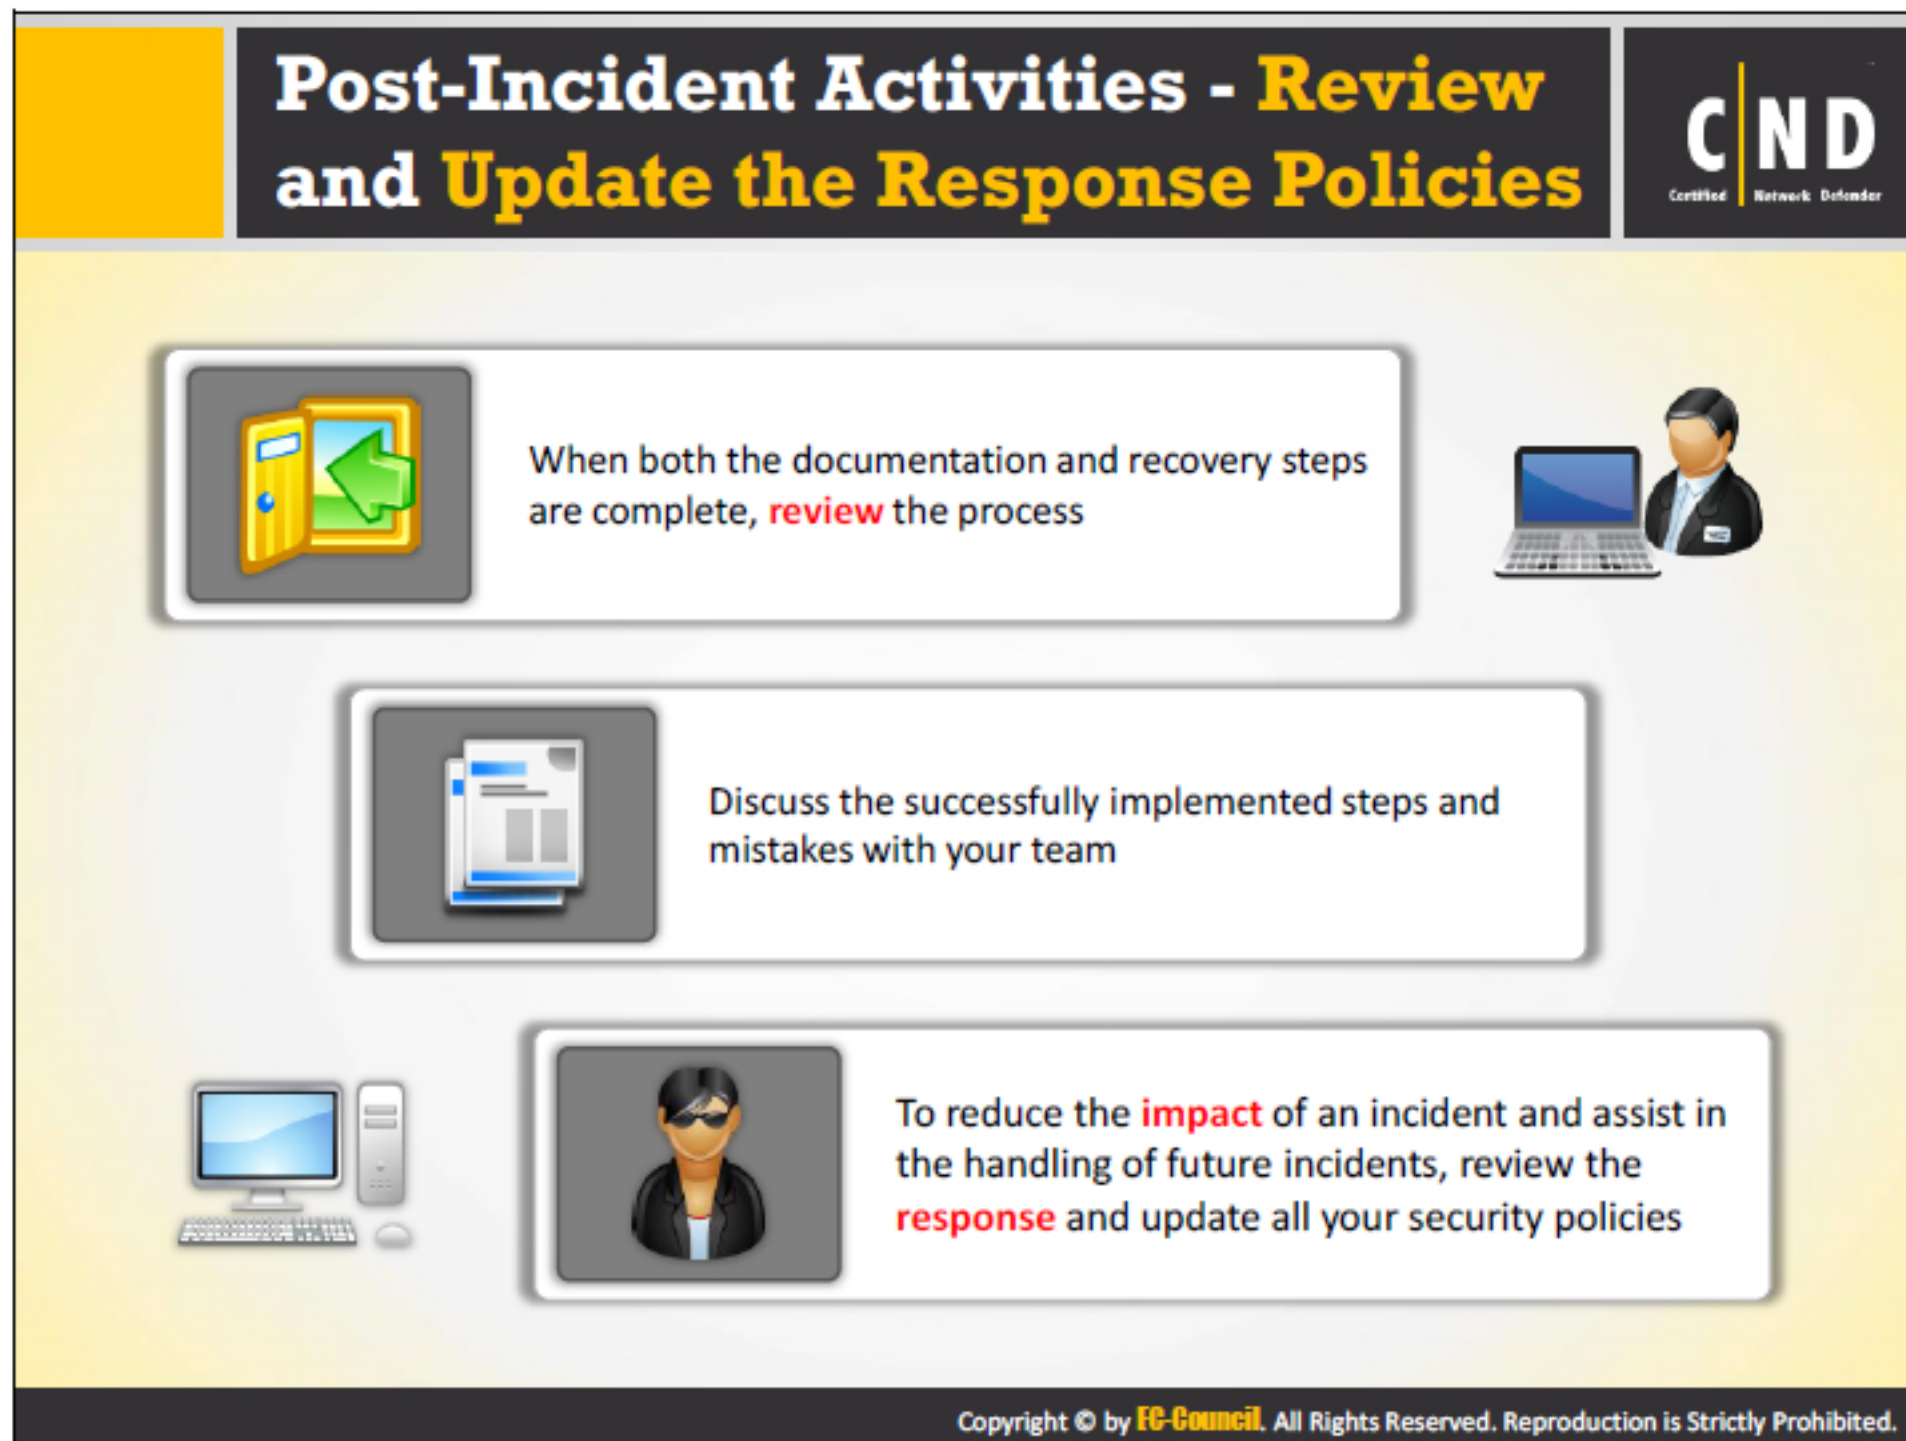 Post-Incident Activities - Review
and Update the Response Policies
C N D
Certified Network Defender
When both the documentation and recovery steps
are complete, review the process
Discuss the successfully implemented steps and
mistakes with your team
To reduce the impact of an incident and assist in
the handling of future incidents, review the
response and update all your security policies
Copyright © by EC-Council. All Rights Reserved. Reproduction is Strictly Prohibited.